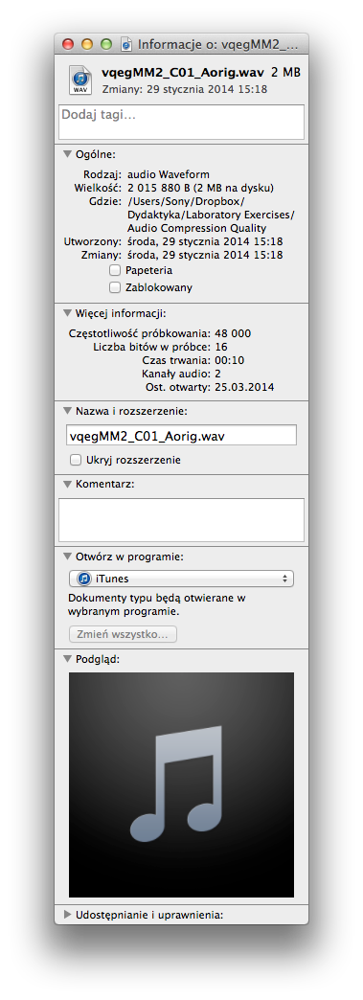 Informacje o: vqegMM2_...
WAV
vqegMM2_C01_Aorig.wav 2 MB
Zmiany: 29 stycznia 2014 15:18
Dodaj tagi...
Ogólne:
Rodzaj: audio Waveform
Wielkość: 2 015 880 B (2 MB na dysku)
Gdzie: /Users/Sony/Dropbox/
Dydaktyka/Laboratory Exercises/
Audio Compression Quality
Utworzony: środa, 29 stycznia 2014 15:18
Zmiany: środa, 29 stycznia 2014 15:18
Papeteria
Zablokowany
Więcej informacji:
Częstotliwość próbkowania: 48 000
Liczba bitów w próbce: 16
Czas trwania: 00:10
Kanały audio: 2
Ost. otwarty: 25.03.2014
Nazwa i rozszerzenie:
vqegMM2_C01_Aorig.wav
Ukryj rozszerzenie
Komentarz:
Otwórz w programie:
iTunes
Dokumenty typu będą otwierane w
wybranym programie.
Zmień wszystko...
Podgląd:
Udostępnianie i uprawnienia: